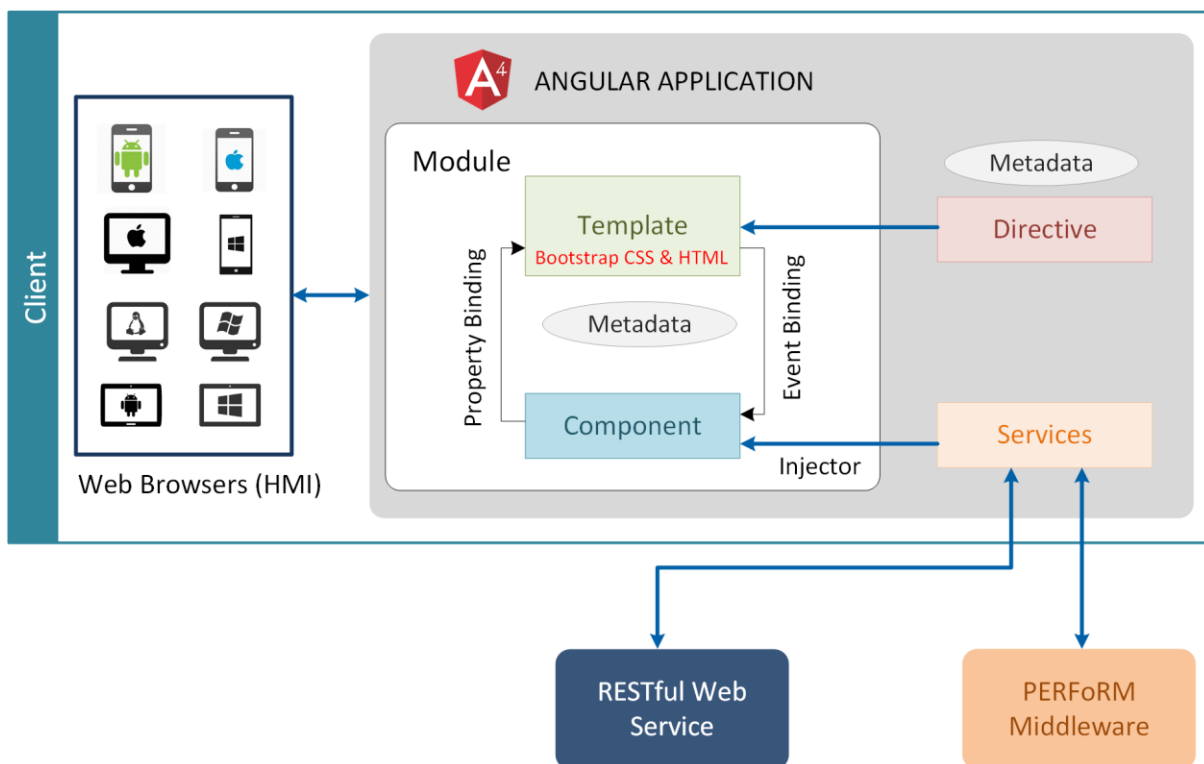 Client
Web Browsers (HMI)
A4
ANGULAR APPLICATION
Module
Template
Bootstrap CSS & HTML
Property Binding
Metadata
Event Binding
Component
Injector
Metadata
Directive
Services
RESTful Web
Service
PERFoRM
Middleware